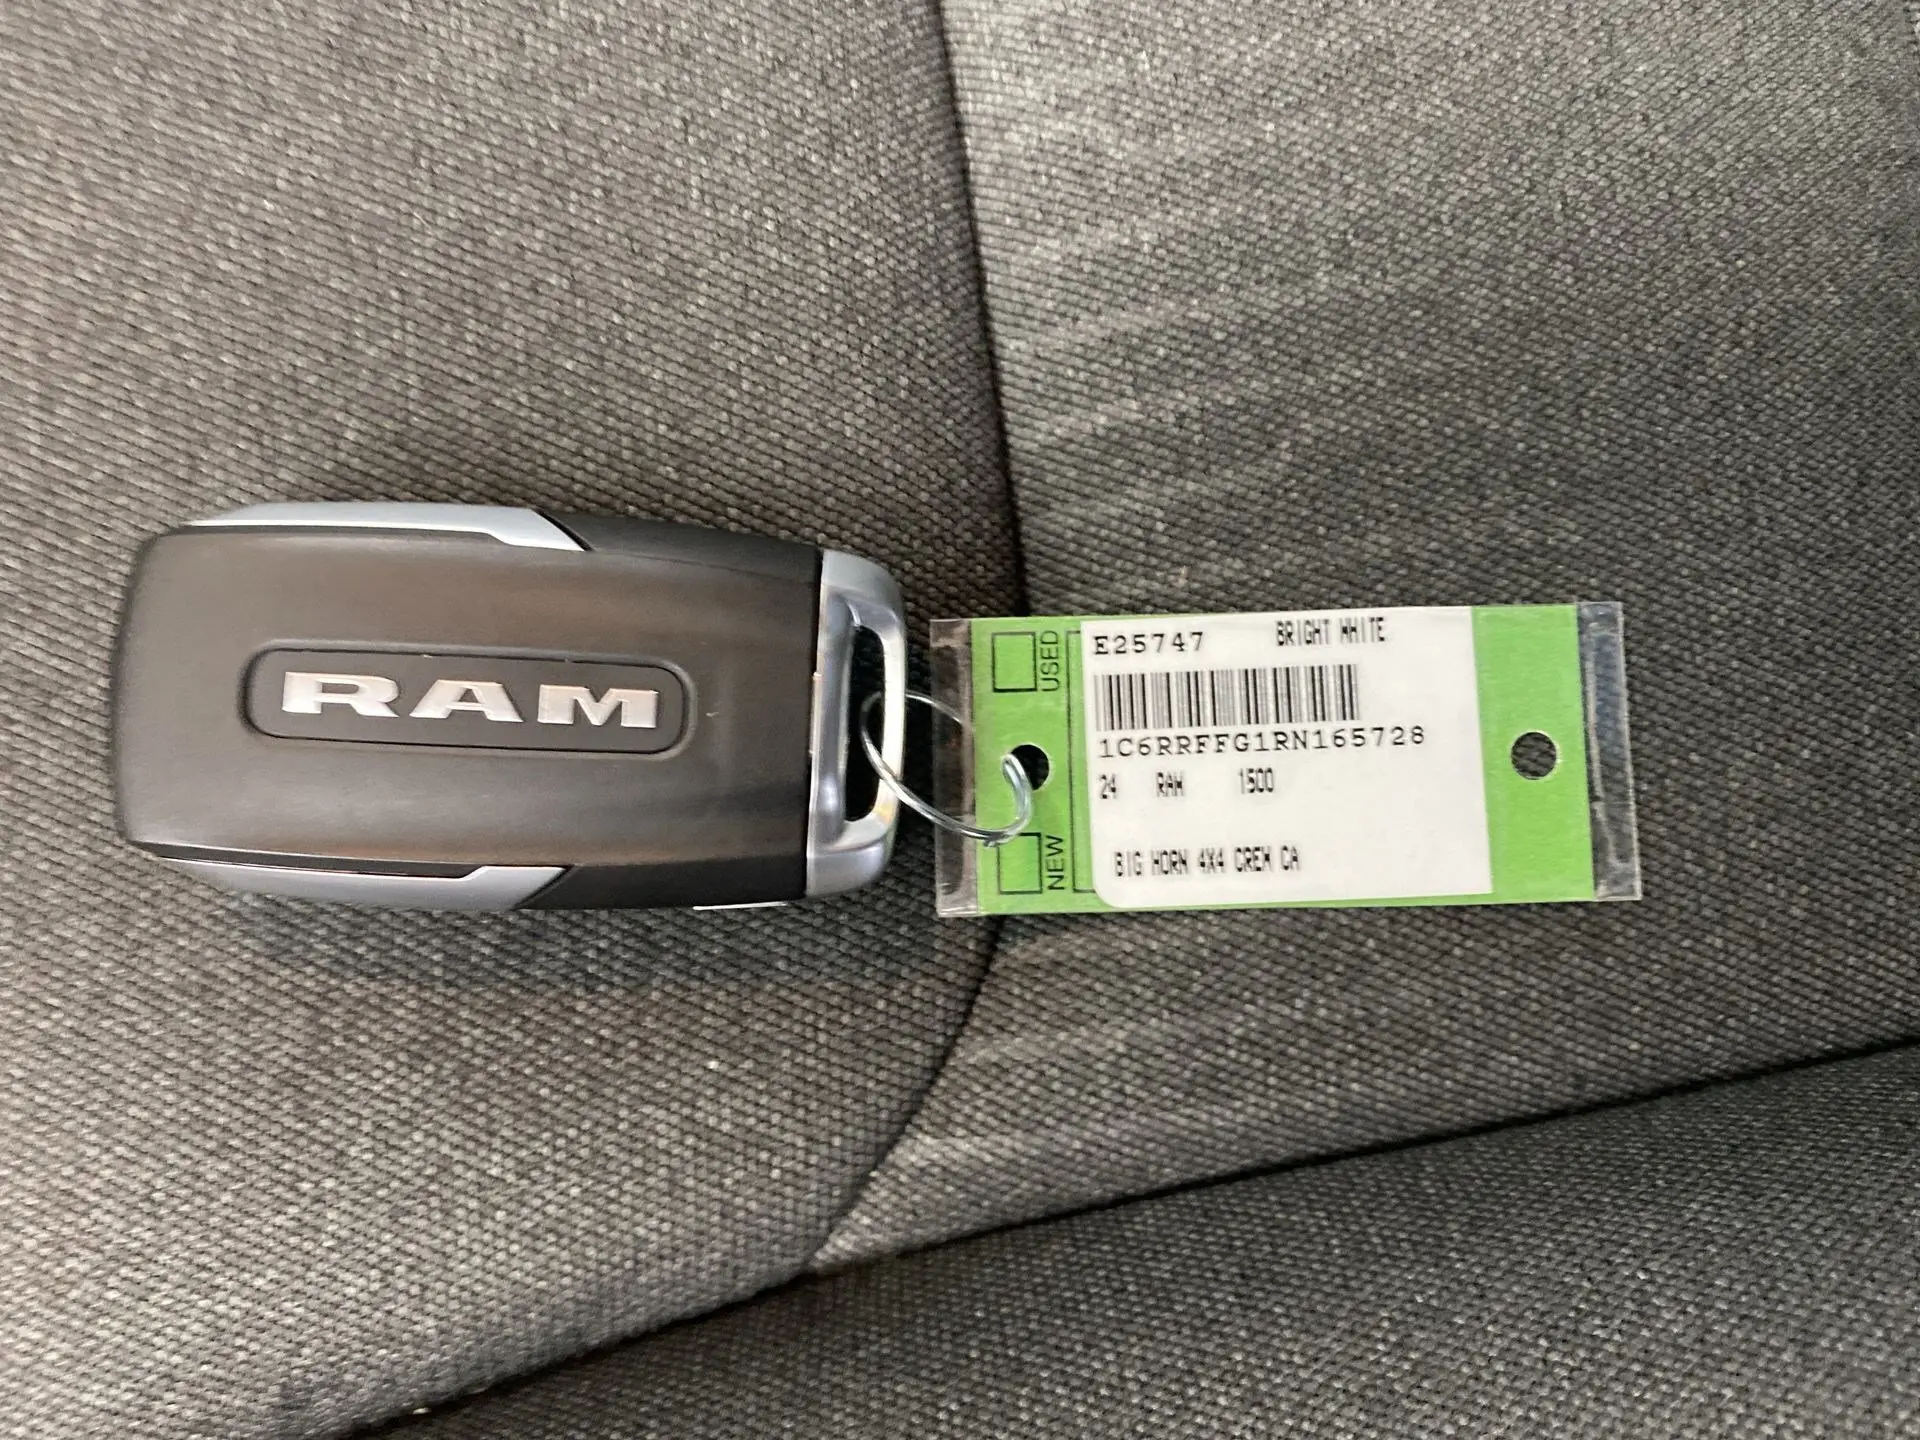 RAM
USED
NEW
E25747 BRIGHT WHITE
1C6RRFFG1RN165728
24 RAM 1500
BIG HORN 4X4 CREW CA